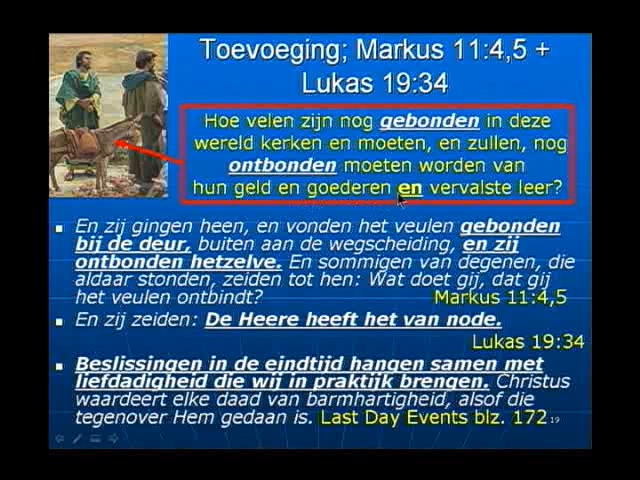 Toevoeging; Markus 11:4,5 +
Lukas 19:34
Hoe velen zijn nog gebonden in deze
wereld kerken en moeten, en zullen, nog
ontbonden moeten worden van
hun geld en goederen en vervalste leer?
En zij gingen heen, en vonden het veulen gebonden
bij de deur, buiten aan de wegscheiding, en zij
ontbonden hetzelve. En sommigen van degenen, die
aldaar stonden, zeiden tot hen: Wat doet gij, dat gij
het veulen ontbindt? Markus 11:4,5
En zij zeiden: De Heere heeft het van node.
Lukas 19:34
Beslissingen in de eindtijd hangen samen met
liefdadigheid die wij in praktijk brengen. Christus
waardeert elke daad van barmhartigheid, alsof die
tegenover Hem gedaan is. Last Day Events blz. 172 19